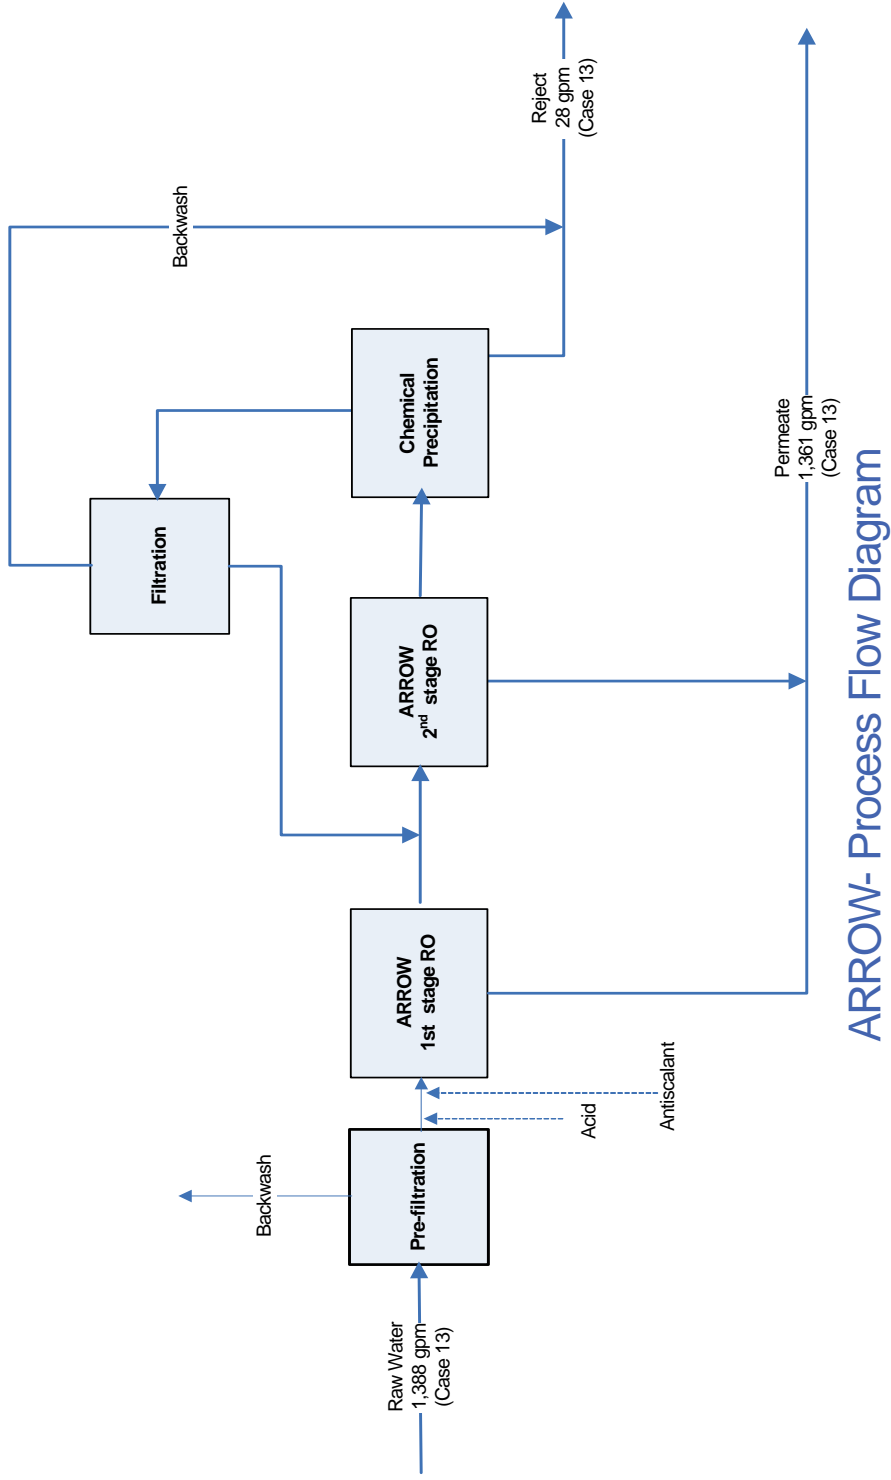 Raw Water
1,388 gpm
(Case 13)
Backwash
Pre-filtration
Acid
Antiscalant
ARROW
1st stage RO
ARROW
2nd stage RO
Filtration
Chemical
Precipitation
Backwash
Reject
28 gpm
(Case 13)
Permeate
1,361 gpm
(Case 13)
ARROW- Process Flow Diagram